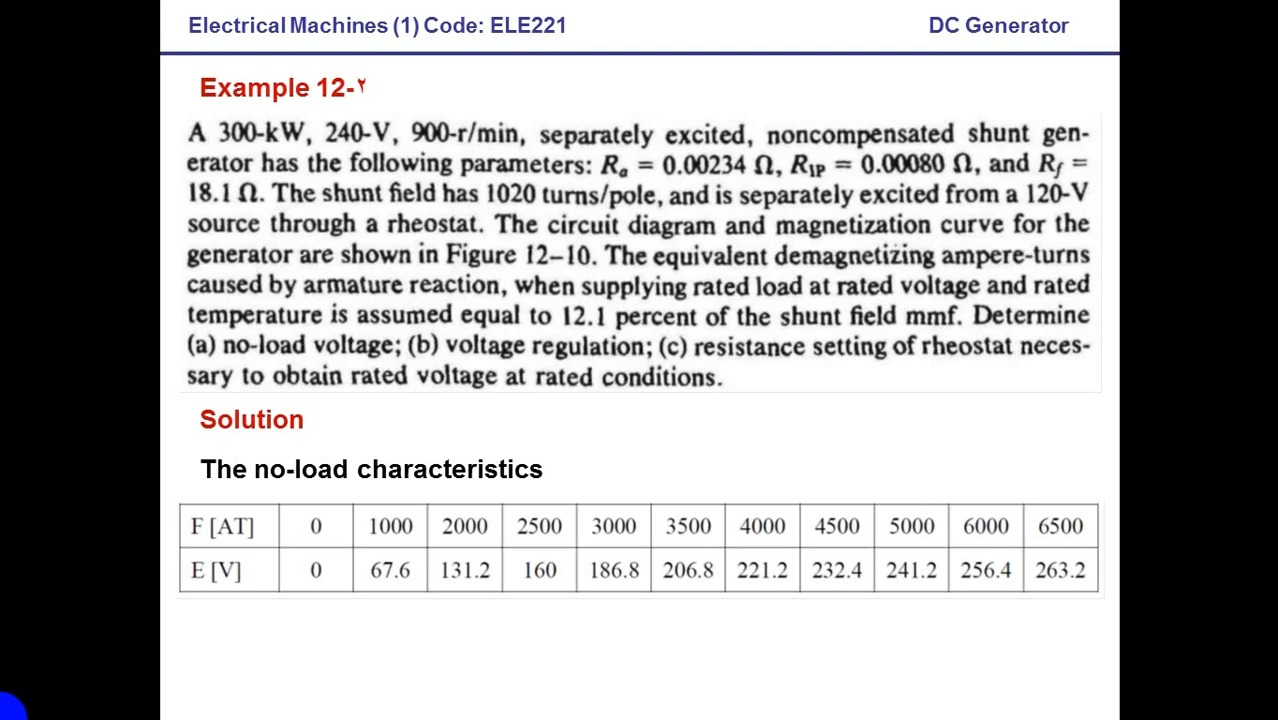 Electrical Machines (1) Code: ELE221 DC Generator
Example 12-٢
A 300-kW, 240-V, 900-r/min, separately excited, noncompensated shunt gen-
erator has the following parameters: Rₐ = 0.00234 Ω, R_IP = 0.00080 Ω, and R_f =
18.1 Ω. The shunt field has 1020 turns/pole, and is separately excited from a 120-V
source through a rheostat. The circuit diagram and magnetization curve for the
generator are shown in Figure 12–10. The equivalent demagnetizing ampere-turns
caused by armature reaction, when supplying rated load at rated voltage and rated
temperature is assumed equal to 12.1 percent of the shunt field mmf. Determine
(a) no-load voltage; (b) voltage regulation; (c) resistance setting of rheostat neces-
sary to obtain rated voltage at rated conditions.
Solution
The no-load characteristics
F [AT] 0 1000 2000 2500 3000 3500 4000 4500 5000 6000 6500
E [V] 0 67.6 131.2 160 186.8 206.8 221.2 232.4 241.2 256.4 263.2